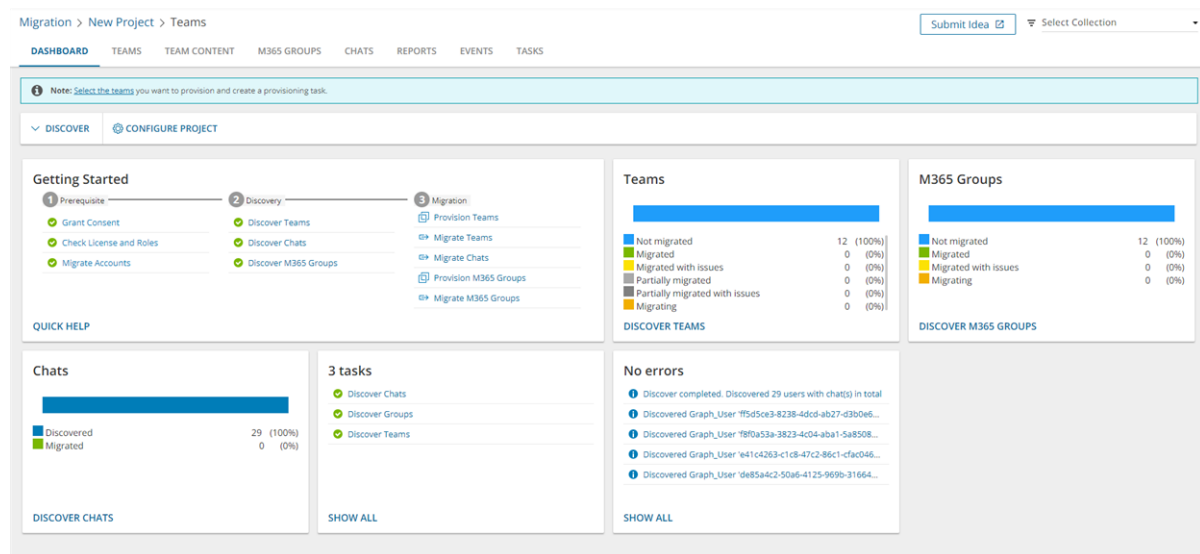 Migration > New Project > Teams
Submit Idea
Select Collection
DASHBOARD TEAMS TEAM CONTENT M365 GROUPS CHATS REPORTS EVENTS TASKS
Note: Select the teams you want to provision and create a provisioning task.
DISCOVER
CONFIGURE PROJECT
Getting Started
1 Prerequisite
Grant Consent
Check License and Roles
Migrate Accounts
2 Discovery
Discover Teams
Discover Chats
Discover M365 Groups
3 Migration
Provision Teams
Migrate Teams
Migrate Chats
Provision M365 Groups
Migrate M365 Groups
QUICK HELP
Teams
Not migrated 12 (100%)
Migrated 0 (0%)
Migrated with issues 0 (0%)
Partially migrated 0 (0%)
Partially migrated with issues 0 (0%)
Migrating 0 (0%)
DISCOVER TEAMS
M365 Groups
Not migrated 12 (100%)
Migrated 0 (0%)
Migrated with issues 0 (0%)
Migrating 0 (0%)
DISCOVER M365 GROUPS
Chats
Discovered 29 (100%)
Migrated 0 (0%)
DISCOVER CHATS
3 tasks
Discover Chats
Discover Groups
Discover Teams
SHOW ALL
No errors
Discover completed. Discovered 29 users with chat(s) in total
Discovered Graph_User 'ff5d5ce3-8238-4dcd-ab27-d3b0e6...
Discovered Graph_User 'f8f0a53a-3823-4c04-aba1-5a8508...
Discovered Graph_User 'e41c4263-c1c8-47c2-86c1-cfac046...
Discovered Graph_User 'de85a4c2-50a6-4125-969b-31664...
SHOW ALL